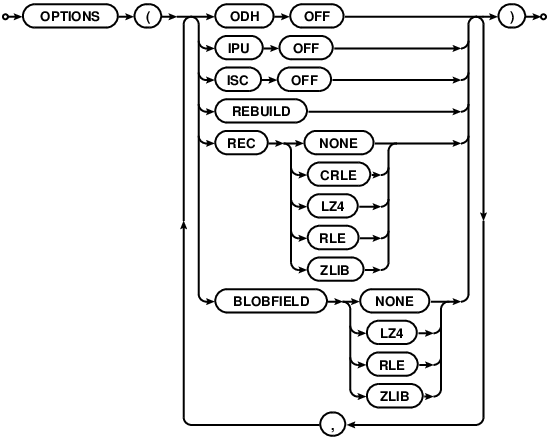 OPTIONS ( ODH OFF )
IPU OFF
ISC OFF
REBUILD
REC NONE
CRLE
LZ4
RLE
ZLIB
BLOBFIELD NONE
LZ4
RLE
ZLIB
,